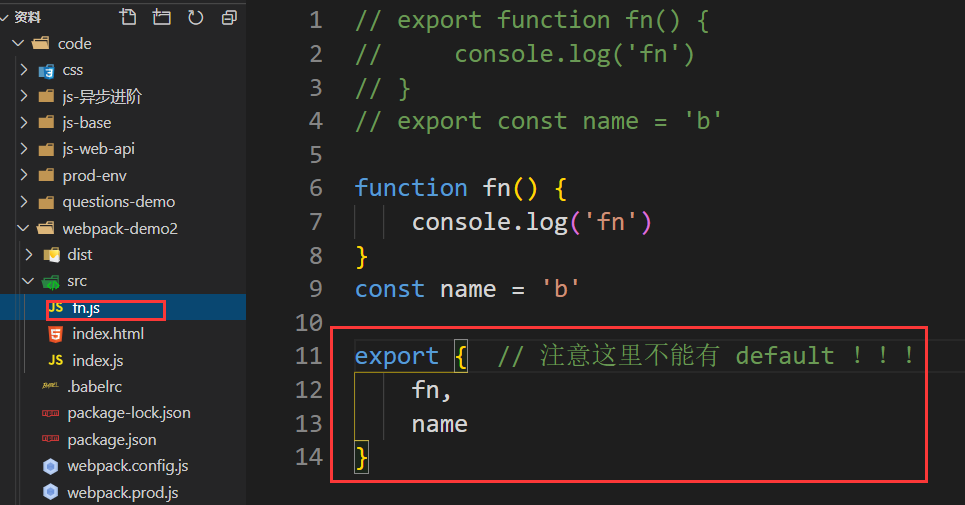 资料
code
css
js-异步进阶
js-base
js-web-api
prod-env
questions-demo
webpack-demo2
dist
src
JS fn.js
index.html
JS index.js
.babelrc
package-lock.json
package.json
webpack.config.js
webpack.prod.js
1 // export function fn() {
2 //     console.log('fn')
3 // }
4 // export const name = 'b'
5
6 function fn() {
7     console.log('fn')
8 }
9 const name = 'b'
10
11 export {  // 注意这里不能有 default ！！！
12     fn,
13     name
14 }